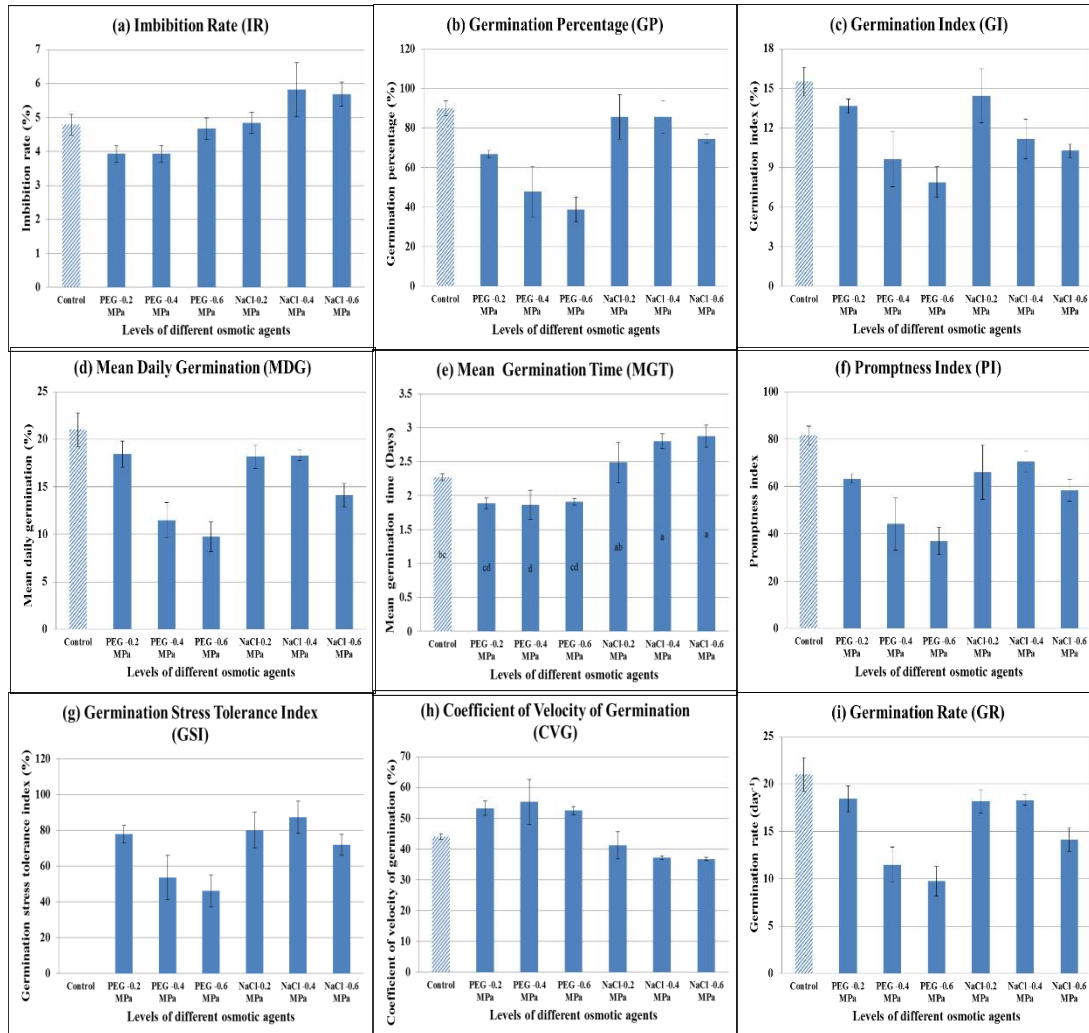 (a) Imbibition Rate (IR)
Imbibition rate (%)
7
6
5
4
3
2
1
0
Control PEG -0.2 PEG -0.4 PEG -0.6 NaCl-0.2 NaCl -0.4 NaCl -0.6
MPa MPa MPa MPa MPa MPa
Levels of different osmotic agents
(b) Germination Percentage (GP)
Germination percentage (%)
120
100
80
60
40
20
0
Control PEG -0.2 PEG -0.4 PEG -0.6 NaCl-0.2 NaCl -0.4 NaCl -0.6
MPa MPa MPa MPa MPa MPa
Levels of different osmotic agents
(c) Germination Index (GI)
Germination index (%)
18
15
12
9
6
3
0
Control PEG -0.2 PEG -0.4 PEG -0.6 NaCl-0.2 NaCl -0.4 NaCl -0.6
MPa MPa MPa MPa MPa MPa
Levels of different osmotic agents
(d) Mean Daily Germination (MDG)
Mean daily germination (%)
25
20
15
10
5
0
Control PEG -0.2 PEG -0.4 PEG -0.6 NaCl-0.2 NaCl -0.4 NaCl -0.6
MPa MPa MPa MPa MPa MPa
Levels of different osmotic agents
(e) Mean Germination Time (MGT)
Mean germination time (Days)
3.5
3
2.5
2
1.5
1
0.5
0
bc cd d cd ab a a
Control PEG -0.2 PEG -0.4 PEG -0.6 NaCl-0.2 NaCl -0.4 NaCl -0.6
MPa MPa MPa MPa MPa MPa
Levels of different osmotic agents
(f) Promptness Index (PI)
Promptness index
100
80
60
40
20
0
Control PEG -0.2 PEG -0.4 PEG -0.6 NaCl-0.2 NaCl -0.4 NaCl -0.6
MPa MPa MPa MPa MPa MPa
Levels of different osmotic agents
(g) Germination Stress Tolerance Index
(GSI)
Germination stress tolerance index (%)
120
100
80
60
40
20
0
Control PEG -0.2 PEG -0.4 PEG -0.6 NaCl-0.2 NaCl -0.4 NaCl -0.6
MPa MPa MPa MPa MPa MPa
Levels of different osmotic agents
(h) Coefficient of Velocity of Germination
(CVG)
Coefficient of velocity of germination (%)
70
60
50
40
30
20
10
0
Control PEG -0.2 PEG -0.4 PEG -0.6 NaCl-0.2 NaCl -0.4 NaCl -0.6
MPa MPa MPa MPa MPa MPa
Levels of different osmotic agents
(i) Germination Rate (GR)
Germination rate (day⁻¹)
25
20
15
10
5
0
Control PEG -0.2 PEG -0.4 PEG -0.6 NaCl-0.2 NaCl -0.4 NaCl -0.6
MPa MPa MPa MPa MPa MPa
Levels of different osmotic agents